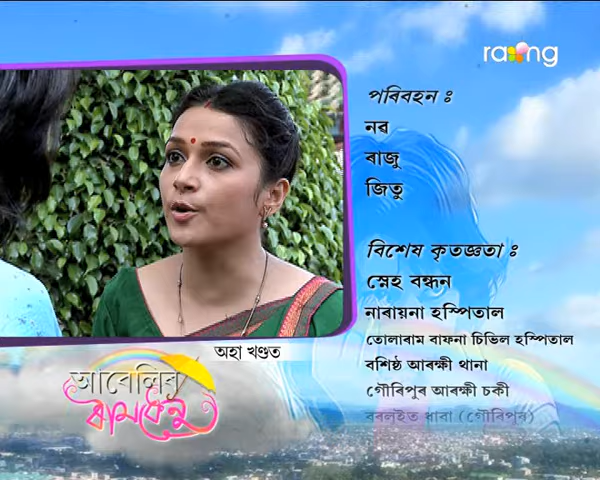 rang
পৰিবহন ঃ
নৱ
ৰাজু
জিতু
বিশেষ কৃতজ্ঞতা ঃ
স্নেহ বন্ধন
নাৰায়না হস্পিতাল
তোলাৰাম বাফনা চিভিল হস্পিতাল
বশিষ্ঠ আৰক্ষী থানা
গৌৰিপুৰ আৰক্ষী চকী
ধাবা (গৌৰিপুৰ)
অহা খণ্ডত
আবেলিৰ
ৰামধেনু